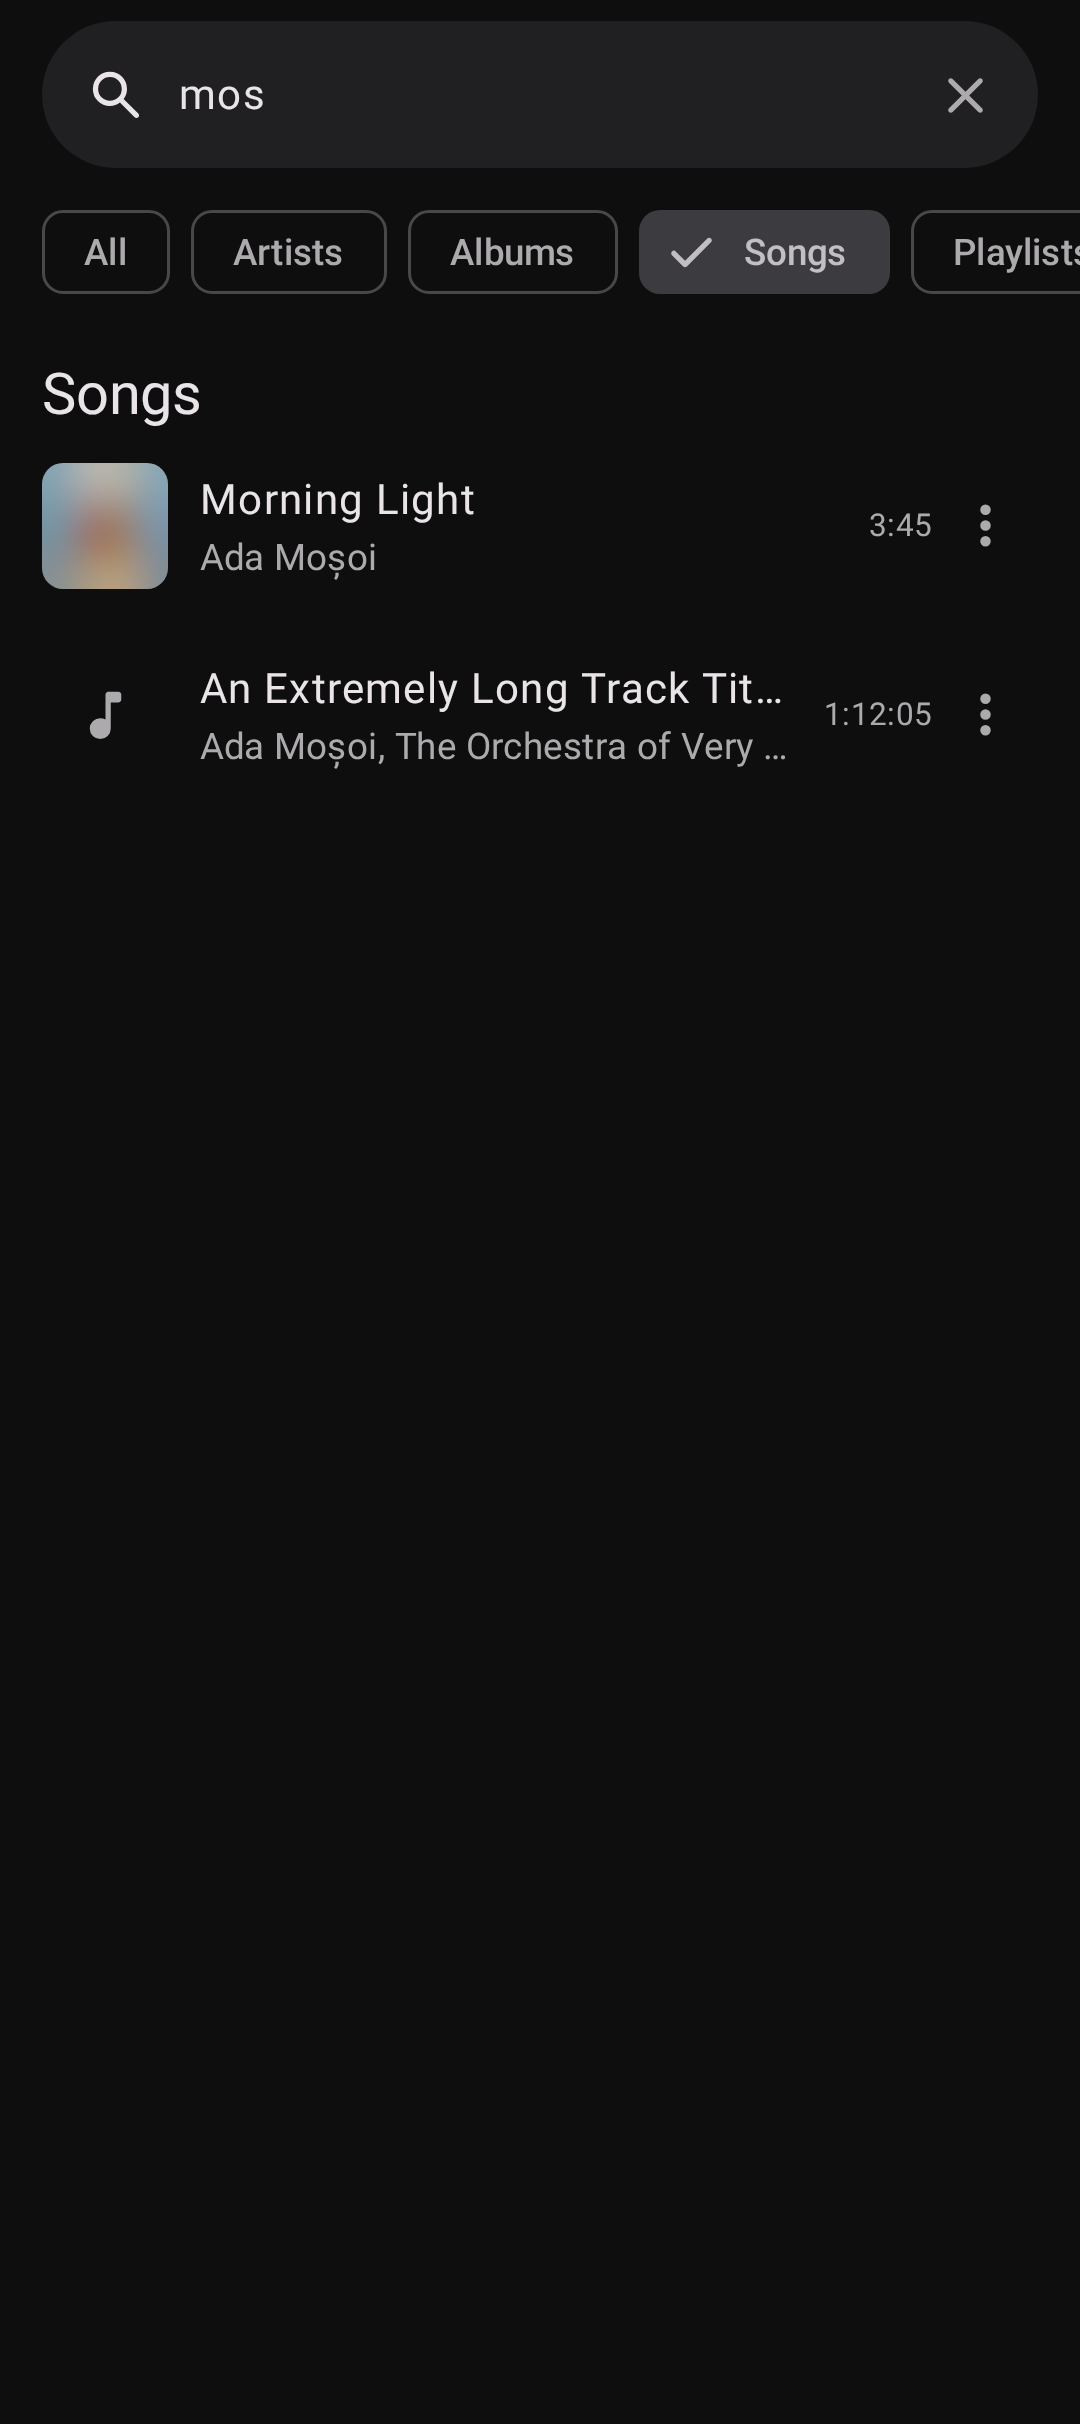 mos
All Artists Albums Songs Playlists
Songs
Morning Light
3:45
Ada Moșoi
An Extremely Long Track Tit…
1:12:05
Ada Moșoi, The Orchestra of Very …